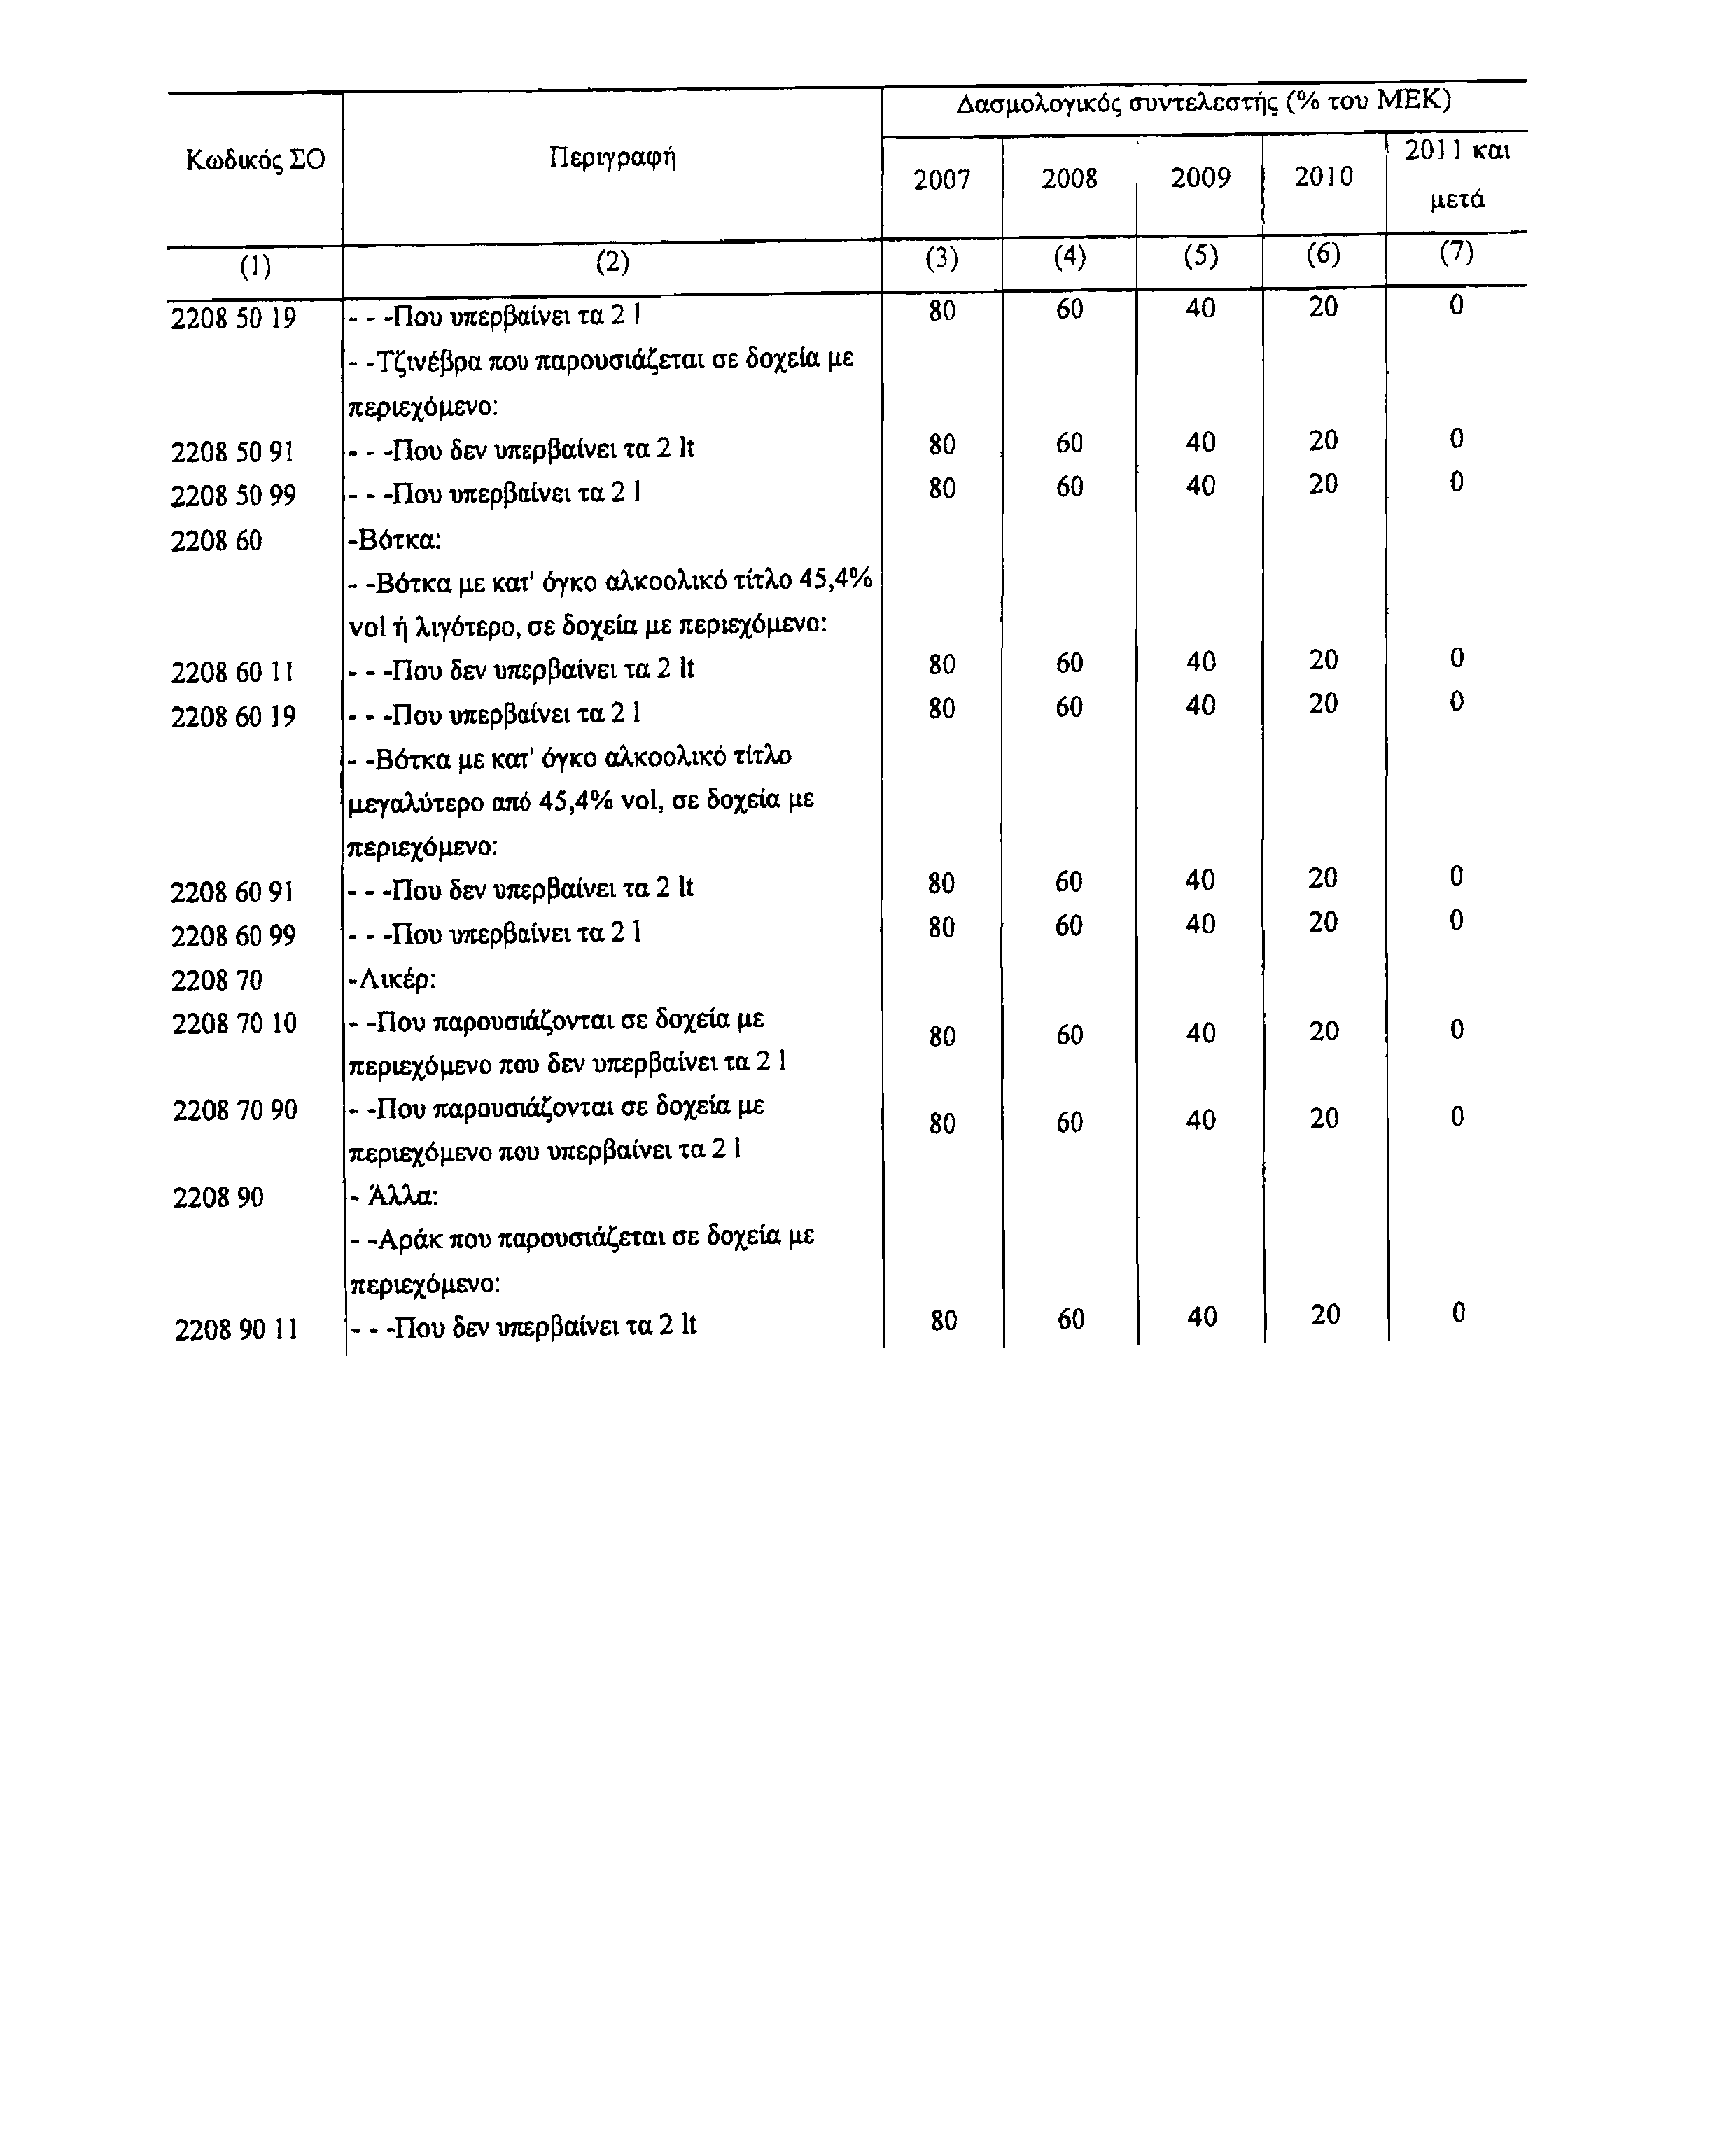 Δασμολογικός συντελεστής (% του ΜΕΚ)
Κωδικός ΣΟ Περιγραφή 2007 2008 2009 2010 2011 και μετά
(1) (2) (3) (4) (5) (6) (7)
2208 50 19 - - -Που υπερβαίνει τα 2 l 80 60 40 20 0
- -Τζινέβρα που παρουσιάζεται σε δοχεία με
περιεχόμενο:
2208 50 91 - - -Που δεν υπερβαίνει τα 2 lt 80 60 40 20 0
2208 50 99 - - -Που υπερβαίνει τα 2 l 80 60 40 20 0
2208 60 -Βότκα:
- -Βότκα με κατ' όγκο αλκοολικό τίτλο 45,4%
vol ή λιγότερο, σε δοχεία με περιεχόμενο:
2208 60 11 - - -Που δεν υπερβαίνει τα 2 lt 80 60 40 20 0
2208 60 19 - - -Που υπερβαίνει τα 2 l 80 60 40 20 0
- -Βότκα με κατ' όγκο αλκοολικό τίτλο
μεγαλύτερο από 45,4% vol, σε δοχεία με
περιεχόμενο:
2208 60 91 - - -Που δεν υπερβαίνει τα 2 lt 80 60 40 20 0
2208 60 99 - - -Που υπερβαίνει τα 2 l 80 60 40 20 0
2208 70 -Λικέρ:
2208 70 10 - -Που παρουσιάζονται σε δοχεία με 80 60 40 20 0
περιεχόμενο που δεν υπερβαίνει τα 2 l
2208 70 90 - -Που παρουσιάζονται σε δοχεία με 80 60 40 20 0
περιεχόμενο που υπερβαίνει τα 2 l
2208 90 - Άλλα:
- -Αράκ που παρουσιάζεται σε δοχεία με
περιεχόμενο:
2208 90 11 - - -Που δεν υπερβαίνει τα 2 lt 80 60 40 20 0